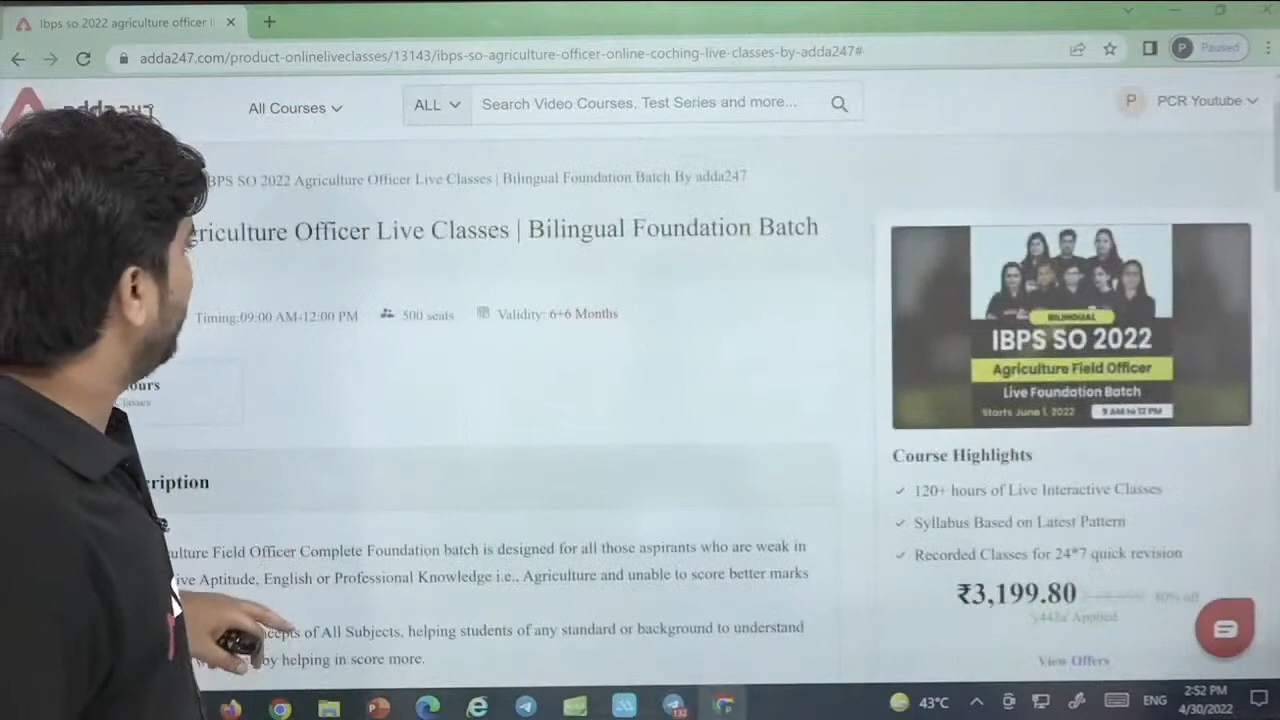 Ibps so 2022 agriculture officer li
adda247.com/product-onlineliveclasses/13143/ibps-so-agriculture-officer-online-coching-live-classes-by-adda247#
Paused
adda247
All Courses
ALL
Search Video Courses, Test Series and more...
P
PCR Youtube
BPS SO 2022 Agriculture Officer Live Classes | Bilingual Foundation Batch By adda247
griculture Officer Live Classes | Bilingual Foundation Batch
Timing:09:00 AM-12:00 PM
500 seats
Validity: 6+6 Months
ours
Classes
cription
ulture Field Officer Complete Foundation batch is designed for all those aspirants who are weak in
ive Aptitude, English or Professional Knowledge i.e., Agriculture and unable to score better marks
cepts of All Subjects, helping students of any standard or background to understand
by helping in score more.
BILINGUAL
IBPS SO 2022
Agriculture Field Officer
Live Foundation Batch
Starts June 1, 2022
9 AM to 12 PM
Course Highlights
120+ hours of Live Interactive Classes
Syllabus Based on Latest Pattern
Recorded Classes for 24*7 quick revision
₹3,199.80
80% off
Applied
View Offers
43°C
ENG
2:52 PM
4/30/2022